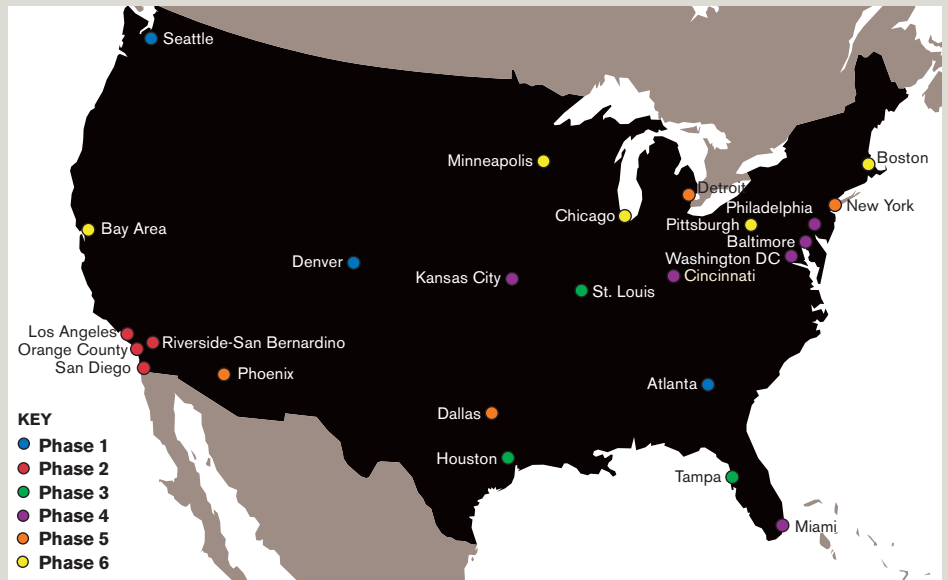 Seattle
Minneapolis
Boston
Detroit
Chicago
Philadelphia
New York
Pittsburgh
Bay Area
Baltimore
Washington DC
Denver
Kansas City
Cincinnati
St. Louis
Los Angeles
Riverside-San Bernardino
Orange County
San Diego
Phoenix
Atlanta
Dallas
Houston
Tampa
Miami
KEY
Phase 1
Phase 2
Phase 3
Phase 4
Phase 5
Phase 6